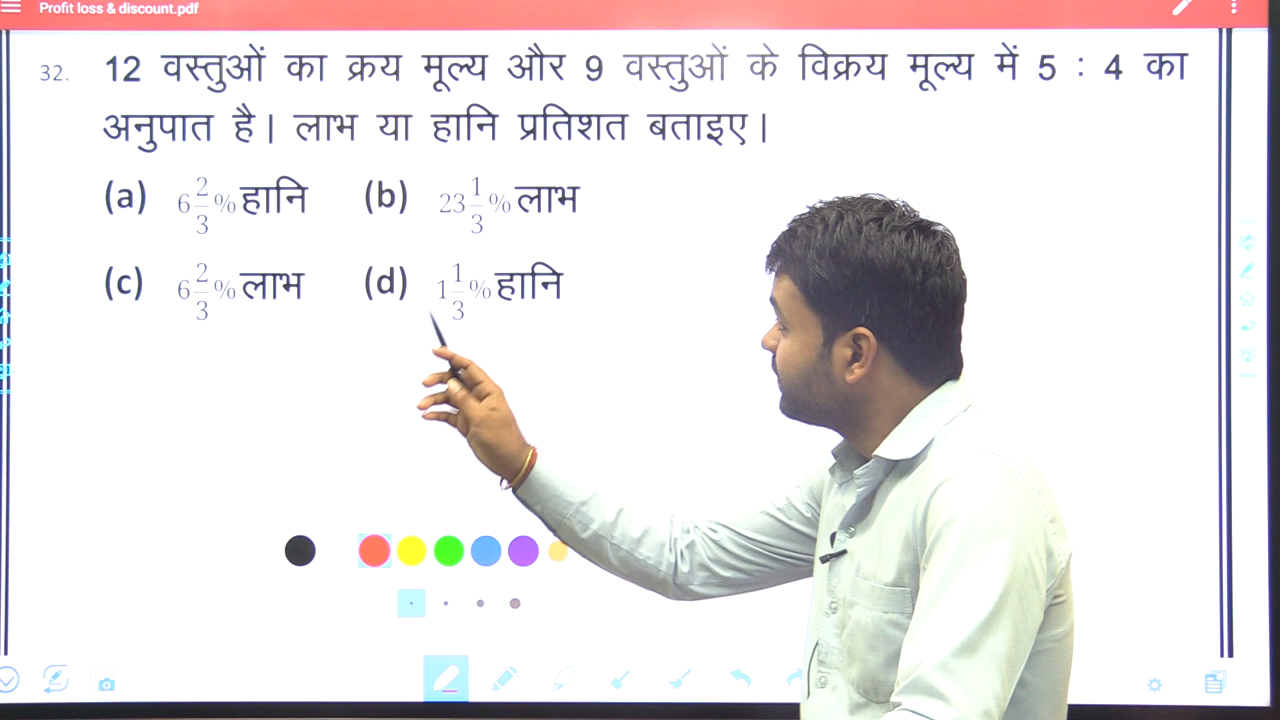 Profit loss & discount.pdf
32. 12 वस्तुओं का क्रय मूल्य और 9 वस्तुओं के विक्रय मूल्य में 5 : 4 का
अनुपात है। लाभ या हानि प्रतिशत बताइए।
(a) 6 2/3 % हानि (b) 23 1/3 % लाभ
(c) 6 2/3 % लाभ (d) 1 1/3 % हानि